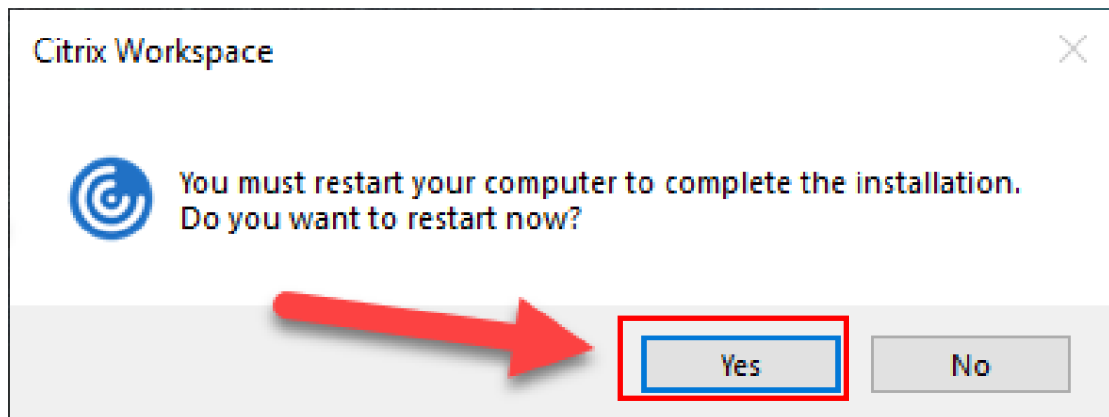 Citrix Workspace
You must restart your computer to complete the installation.
Do you want to restart now?
Yes
No